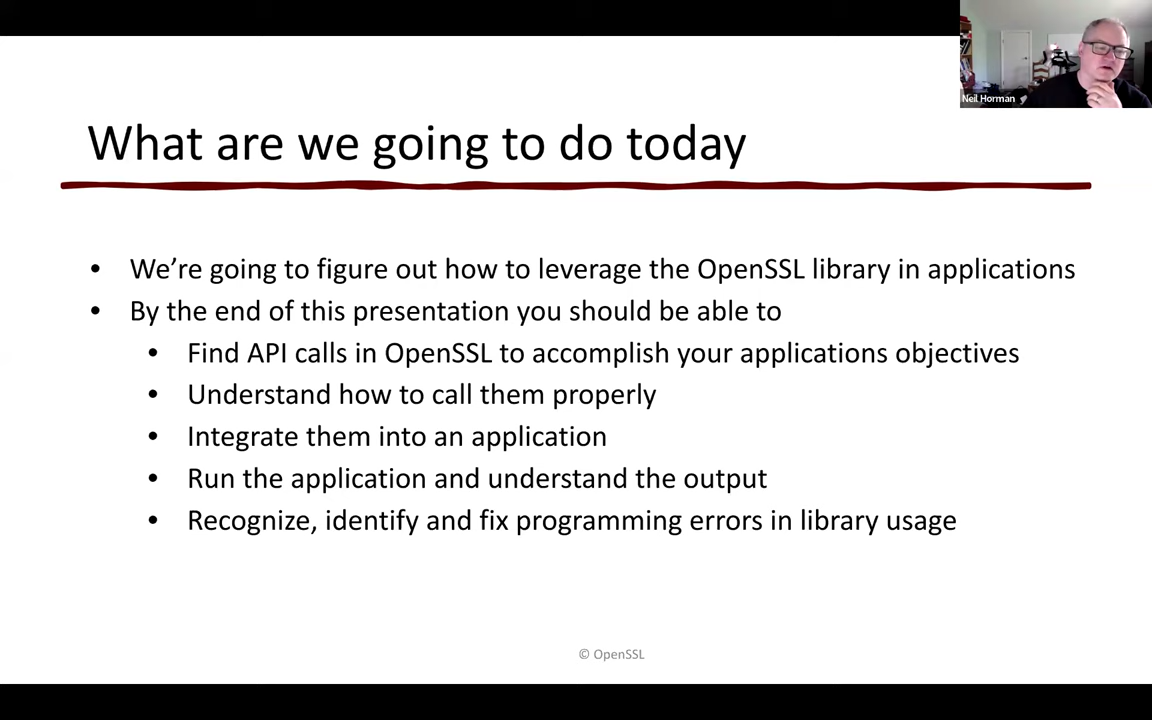 Neil Horman
What are we going to do today
• We’re going to figure out how to leverage the OpenSSL library in applications
• By the end of this presentation you should be able to
• Find API calls in OpenSSL to accomplish your applications objectives
• Understand how to call them properly
• Integrate them into an application
• Run the application and understand the output
• Recognize, identify and fix programming errors in library usage
© OpenSSL